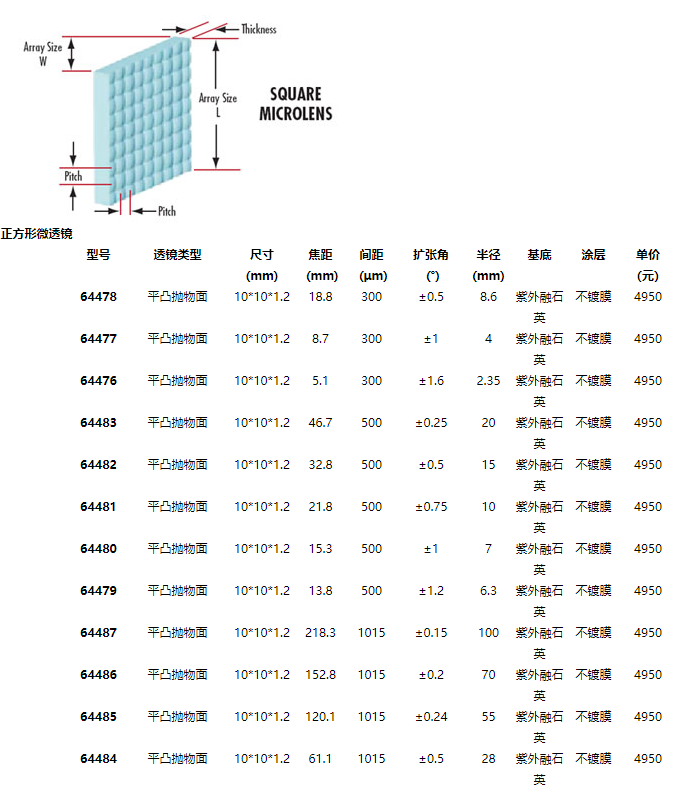 Thickness
Array Size
W
Array Size
L
SQUARE
MICROLENS
Pitch
Pitch
正方形微透镜
型号 透镜类型 尺寸 焦距 间距 扩张角 半径 基底 涂层 单价
(mm) (mm) (μm) (°) (mm) (元)
64478 平凸抛物面 10*10*1.2 18.8 300 ±0.5 8.6 紫外融石 不镀膜 4950
英
64477 平凸抛物面 10*10*1.2 8.7 300 ±1 4 紫外融石 不镀膜 4950
英
64476 平凸抛物面 10*10*1.2 5.1 300 ±1.6 2.35 紫外融石 不镀膜 4950
英
64483 平凸抛物面 10*10*1.2 46.7 500 ±0.25 20 紫外融石 不镀膜 4950
英
64482 平凸抛物面 10*10*1.2 32.8 500 ±0.5 15 紫外融石 不镀膜 4950
英
64481 平凸抛物面 10*10*1.2 21.8 500 ±0.75 10 紫外融石 不镀膜 4950
英
64480 平凸抛物面 10*10*1.2 15.3 500 ±1 7 紫外融石 不镀膜 4950
英
64479 平凸抛物面 10*10*1.2 13.8 500 ±1.2 6.3 紫外融石 不镀膜 4950
英
64487 平凸抛物面 10*10*1.2 218.3 1015 ±0.15 100 紫外融石 不镀膜 4950
英
64486 平凸抛物面 10*10*1.2 152.8 1015 ±0.2 70 紫外融石 不镀膜 4950
英
64485 平凸抛物面 10*10*1.2 120.1 1015 ±0.24 55 紫外融石 不镀膜 4950
英
64484 平凸抛物面 10*10*1.2 61.1 1015 ±0.5 28 紫外融石 不镀膜 4950
英